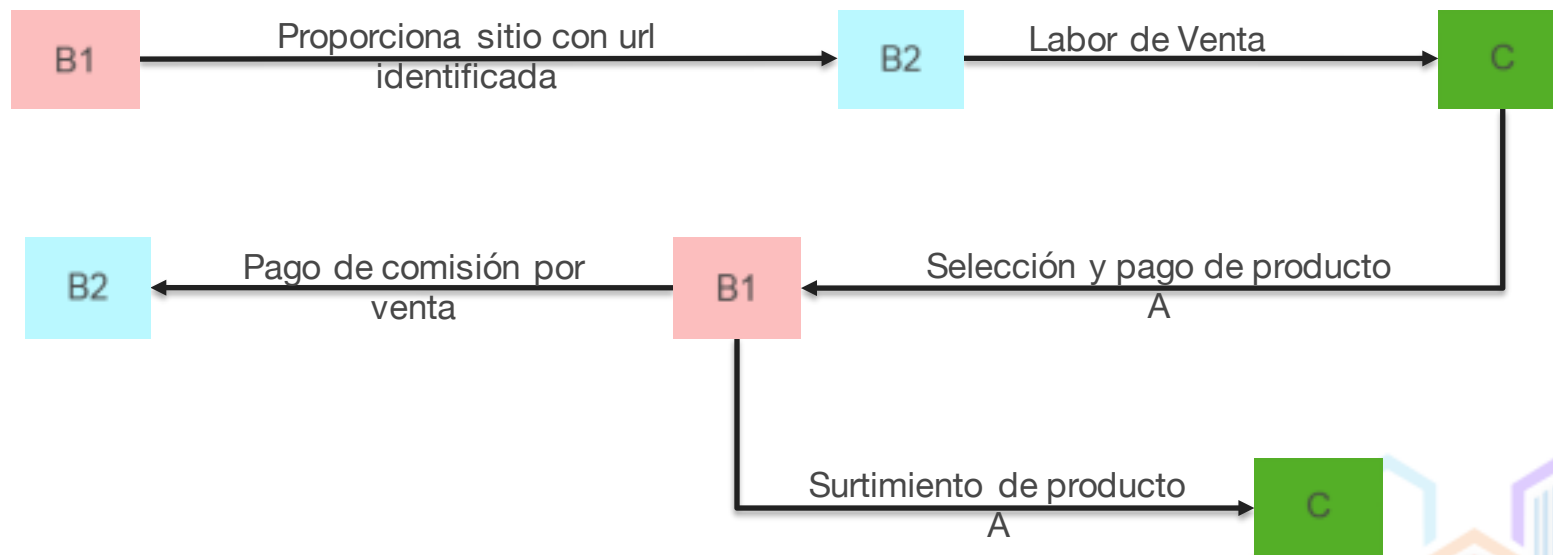 B1
Proporciona sitio con url
identificada
B2
Labor de Venta
C
B2
Pago de comisión por
venta
B1
Selección y pago de producto
A
Surtimiento de producto
A
C